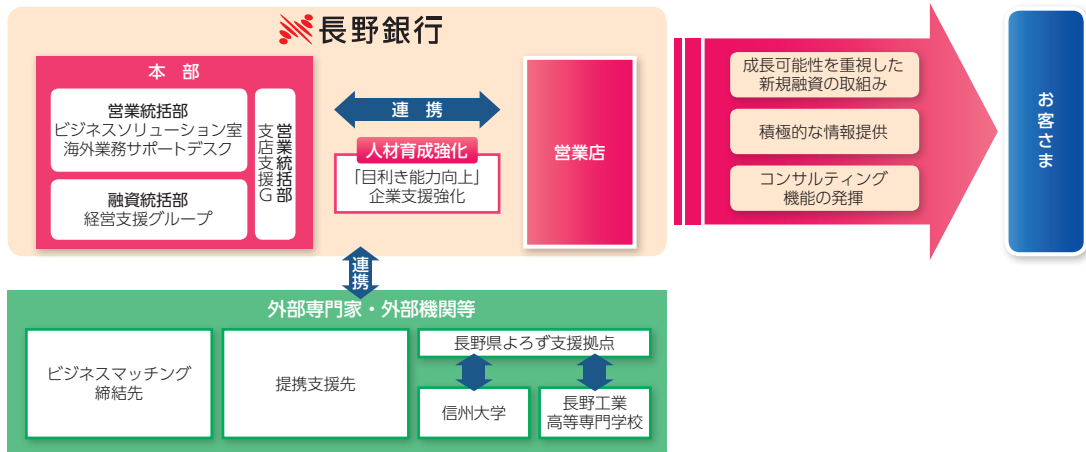 長野銀行
本部
営業統括部
ビジネスソリューション室
海外業務サポートデスク
融資統括部
経営支援グループ
営業統括部
支店支援G
連携
人材育成強化
「目利き能力向上」
企業支援強化
営業店
成長可能性を重視した
新規融資の取組み
積極的な情報提供
コンサルティング
機能の発揮
お客さま
連携
外部専門家・外部機関等
ビジネスマッチング
締結先
提携支援先
長野県よろず支援拠点
信州大学
長野工業
高等専門学校